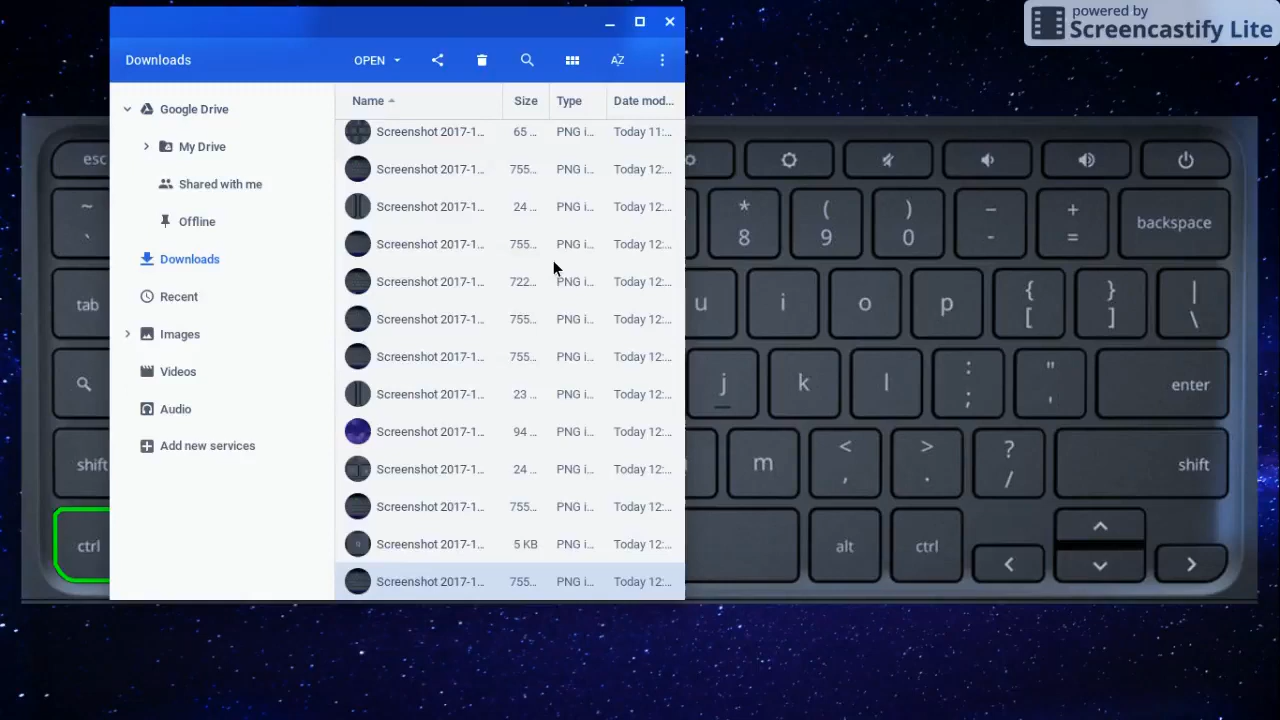 powered by
Screencastify Lite
Downloads
OPEN
AZ
Google Drive
My Drive
Shared with me
Offline
Downloads
Recent
Images
Videos
Audio
Add new services
Name
Size
Type
Date mod...
Screenshot 2017-1... 65 ... PNG i... Today 11:...
Screenshot 2017-1... 755... PNG i... Today 12:...
Screenshot 2017-1... 24 ... PNG i... Today 12:...
Screenshot 2017-1... 755... PNG i... Today 12:...
Screenshot 2017-1... 722... PNG i... Today 12:...
Screenshot 2017-1... 755... PNG i... Today 12:...
Screenshot 2017-1... 755... PNG i... Today 12:...
Screenshot 2017-1... 23 ... PNG i... Today 12:...
Screenshot 2017-1... 94 ... PNG i... Today 12:...
Screenshot 2017-1... 24 ... PNG i... Today 12:...
Screenshot 2017-1... 755... PNG i... Today 12:...
Screenshot 2017-1... 5 KB PNG i... Today 12:...
Screenshot 2017-1... 755... PNG i... Today 12:...
esc
~ * ( ) – +
` 8 9 0 - = backspace
tab u i o p { [ } ] | \
j k l : ; " ' enter
shift m < , > . ? / shift
ctrl alt ctrl